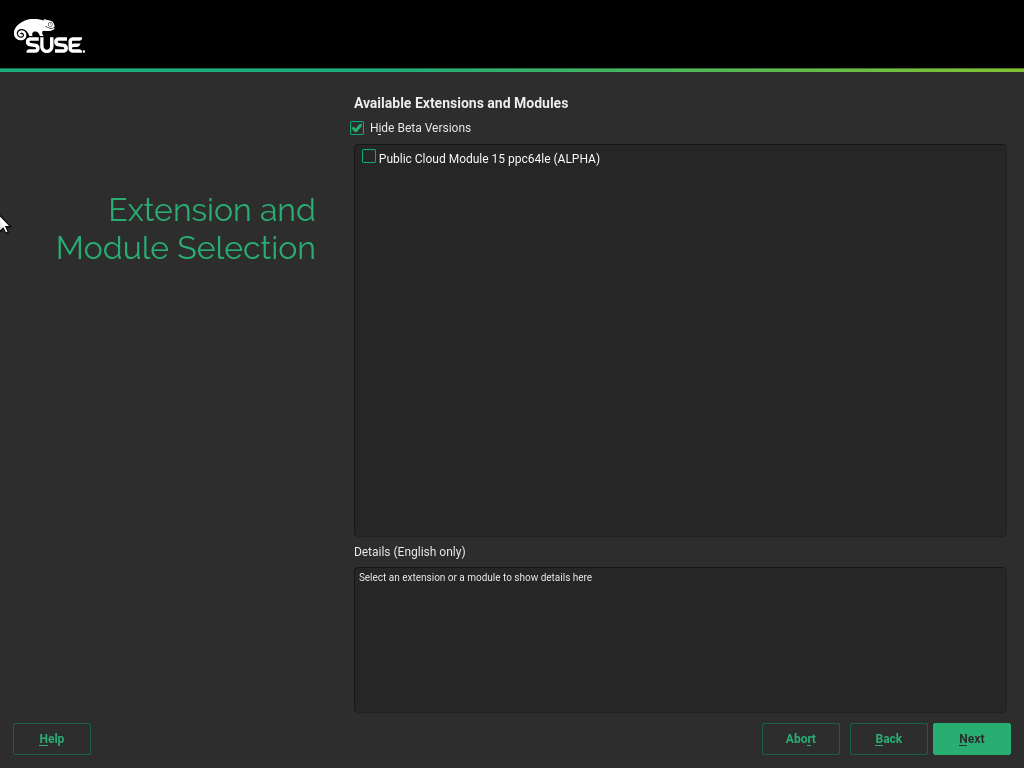 SUSE
Available Extensions and Modules
Hide Beta Versions
Public Cloud Module 15 ppc64le (ALPHA)
Extension and
Module Selection
Details (English only)
Select an extension or a module to show details here
Help
Abort
Back
Next